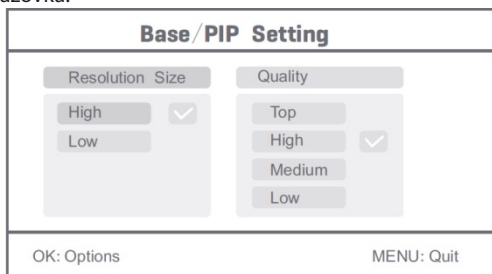 Base/PIP Setting
Resolution Size
High
Low
Quality
Top
High
Medium
Low
OK: Options
MENU: Quit